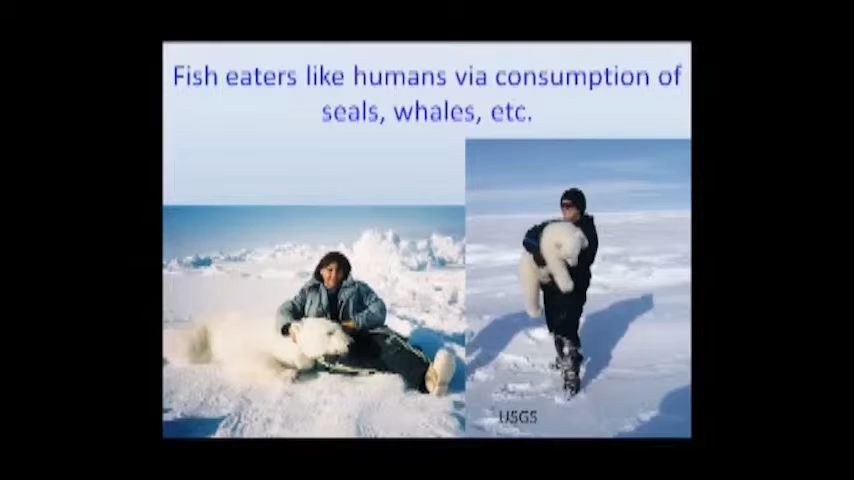 Fish eaters like humans via consumption of
seals, whales, etc.
USGS